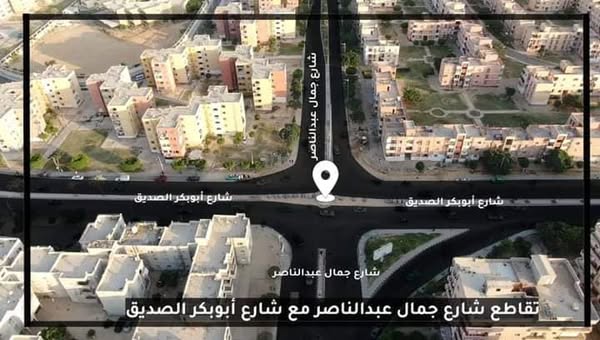 شارع جمال عبدالناصر
شارع أبوبكر الصديق
شارع أبوبكر الصديق
شارع جمال عبدالناصر
تقاطع شارع جمال عبدالناصر مع شارع أبوبكر الصديق